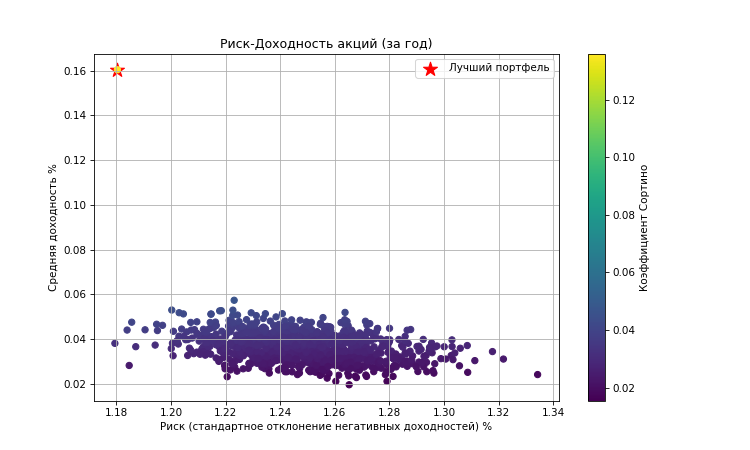 Риск-Доходность акций (за год)
Лучший портфель
0.16
0.14
0.12
0.10
0.08
0.06
0.04
0.02
Средняя доходность %
1.18 1.20 1.22 1.24 1.26 1.28 1.30 1.32 1.34
Риск (стандартное отклонение негативных доходностей) %
0.12
0.10
0.08
0.06
0.04
0.02
Коэффициент Сортино